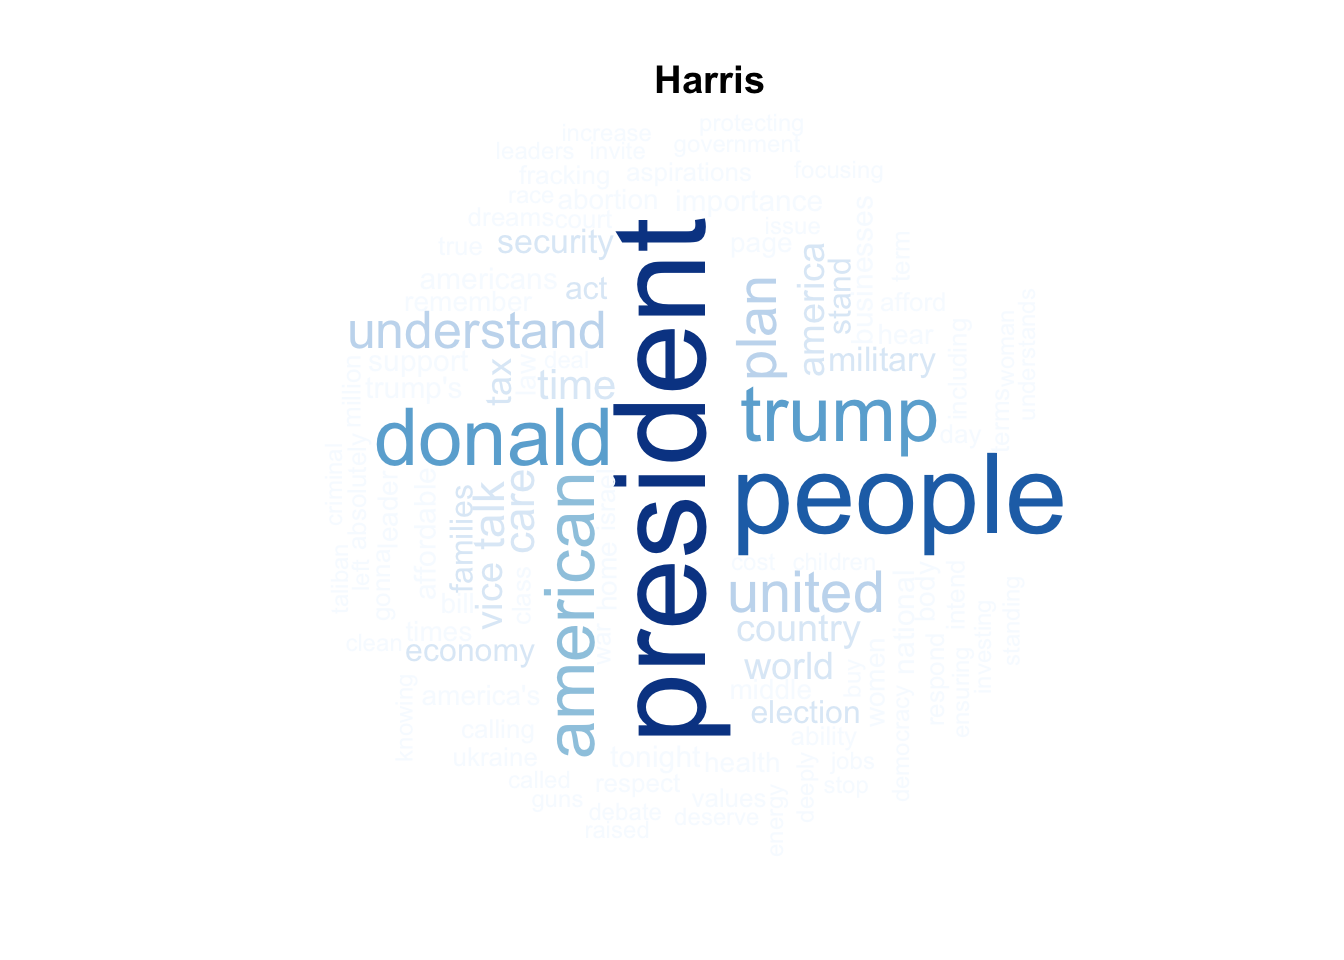 Harris
protecting
increase
government
leaders
invite
fracking
aspirations
focusing
race
abortion
importance
dreams
court
issue
businesses
true
security
page
term
americans
act
president
plan
america
stand
remember
afford
understand
hear
support
deal
military
including
woman
understands
trump's
tax
law
time
million
donald
trump
day
people
criminal
absolutely
leader
affordable
families
talk
care
american
israel
home
cost
children
taliban
left
gonna
bill
vice
class
united
national
body
intend
standing
clean
times
economy
war
country
world
middle
buy
women
respond
ensuring
investing
america's
election
knowing
calling
ability
democracy
ukraine
tonight
health
jobs
called
respect
deeply
stop
guns
values
energy
debate
deserve
raised